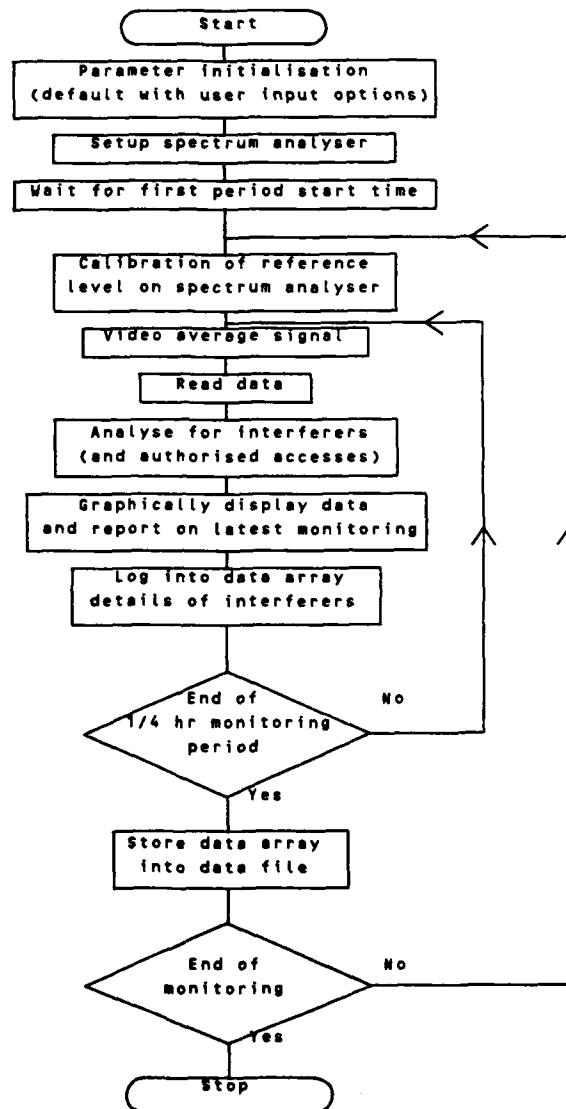 Start
Parameter initialisation
(default with user input options)
Setup spectrum analyser
Wait for first period start time
Calibration of reference
level on spectrum analyser
Video average signal
Read data
Analyse for interferers
(and authorised accesses)
Graphically display data
and report on latest monitoring
Log into data array
details of interferers
End of
1/4 hr monitoring
period
No
Yes
Store data array
into data file
End of
monitoring
No
Yes
Stop